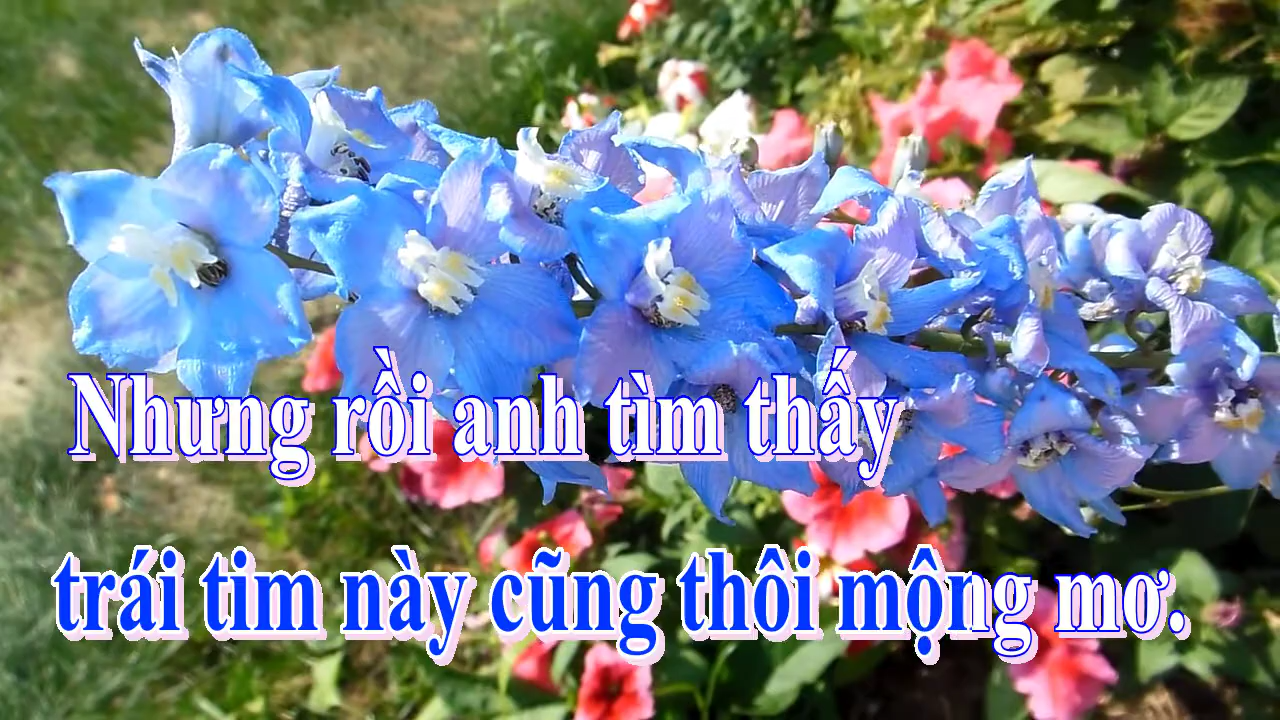 Nhưng rồi anh tìm thấy
trái tim này cũng thôi mộng mơ.